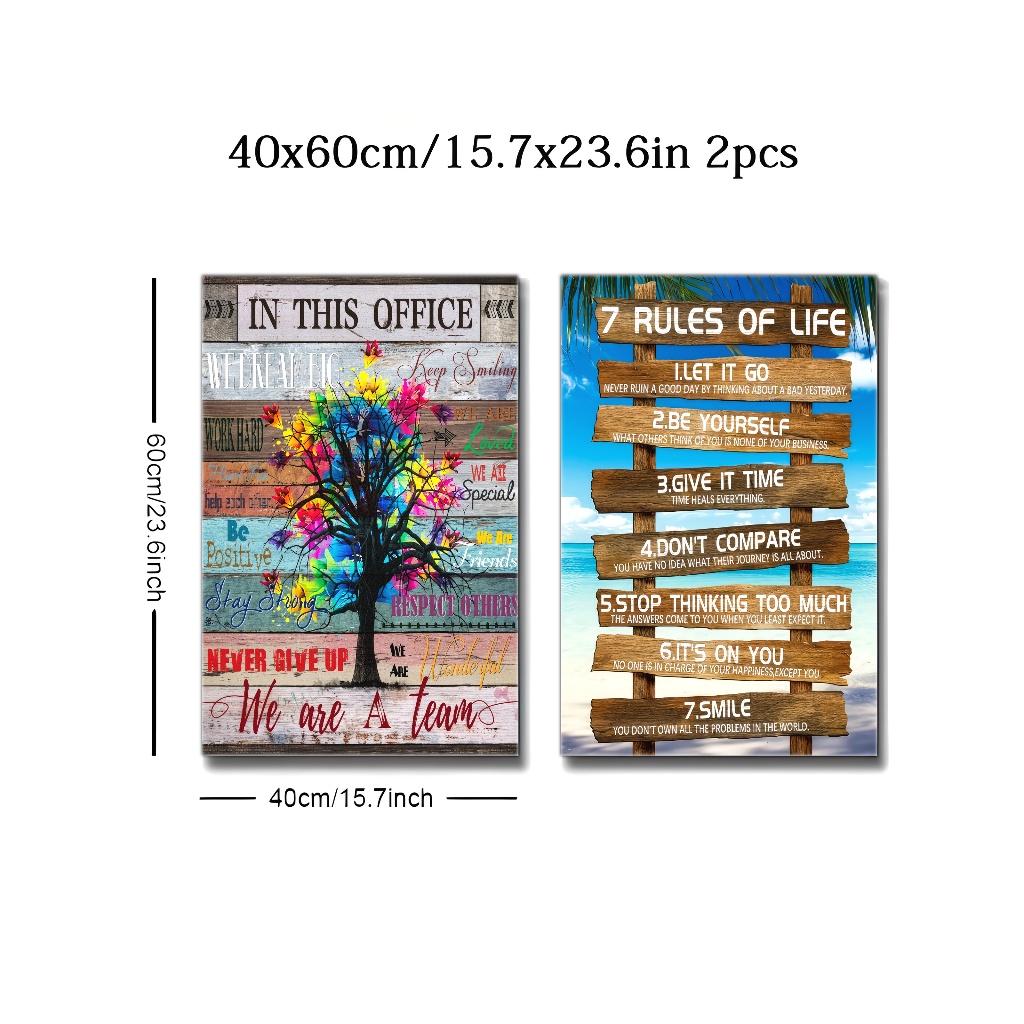 40x60cm/15.7x23.6in 2pcs
60cm/23.6inch
40cm/15.7inch
IN THIS OFFICE
Keep Smiling
WORK HARD
WE ARE
Loved
help each other
WE ARE
Special
Be
Positive
We Are
Friends
Stay Strong
RESPECT OTHERS
NEVER GIVE UP
WE
ARE
Wonderful
We are A team
7 RULES OF LIFE
1.LET IT GO
NEVER RUIN A GOOD DAY BY THINKING ABOUT A BAD YESTERDAY.
2.BE YOURSELF
WHAT OTHERS THINK OF YOU IS NONE OF YOUR BUSINESS.
3.GIVE IT TIME
TIME HEALS EVERYTHING.
4.DON'T COMPARE
YOU HAVE NO IDEA WHAT THEIR JOURNEY IS ALL ABOUT.
5.STOP THINKING TOO MUCH
THE ANSWERS COME TO YOU WHEN YOU LEAST EXPECT IT.
6.IT'S ON YOU
NO ONE IS IN CHARGE OF YOUR HAPPINESS,EXCEPT YOU
7.SMILE
YOU DON'T OWN ALL THE PROBLEMS IN THE WORLD.